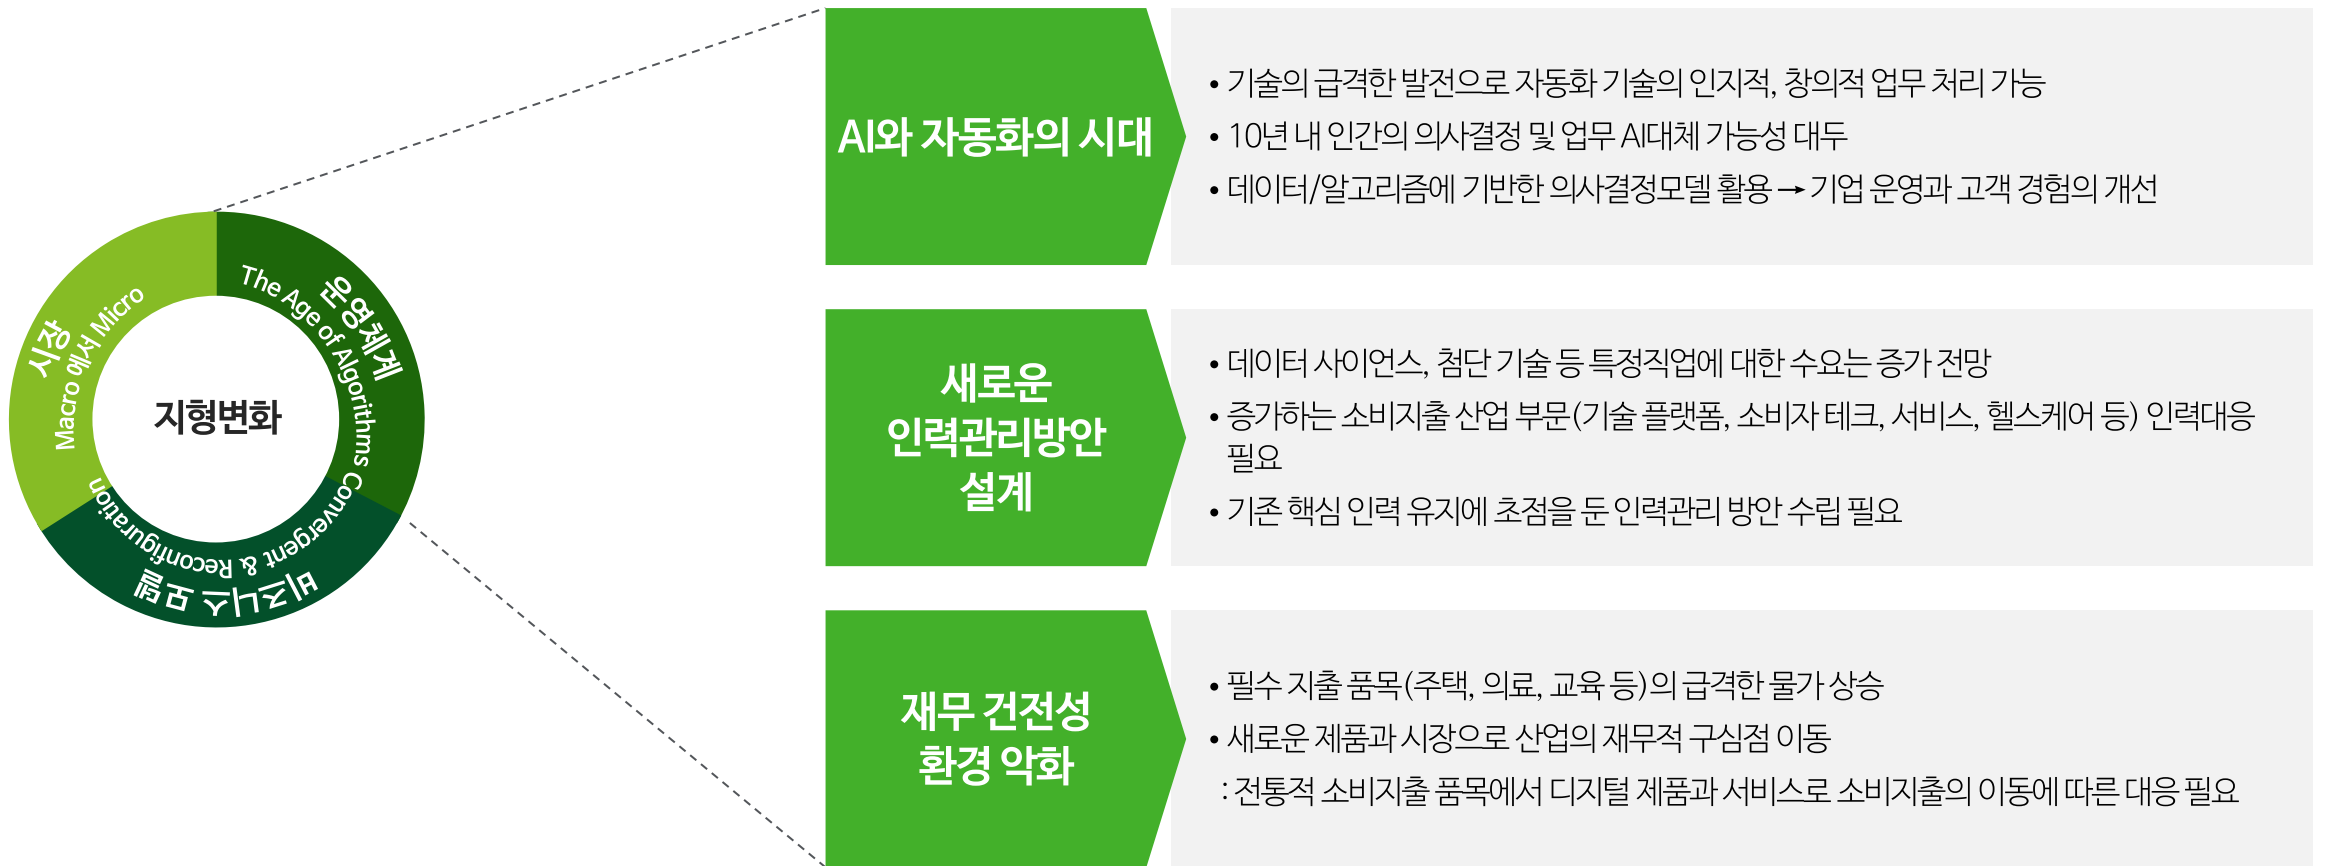 시장
Macro 에서 Micro
운영체계
The Age of Algorithms
비즈니스 모델
Convergent & Reconfiguration
지형변화
AI와 자동화의 시대
• 기술의 급격한 발전으로 자동화 기술의 인지적, 창의적 업무 처리 가능
• 10년 내 인간의 의사결정 및 업무 AI대체 가능성 대두
• 데이터/알고리즘에 기반한 의사결정모델 활용 → 기업 운영과 고객 경험의 개선
새로운
인력관리방안
설계
• 데이터 사이언스, 첨단 기술 등 특정직업에 대한 수요는 증가 전망
• 증가하는 소비지출 산업 부문(기술 플랫폼, 소비자 테크, 서비스, 헬스케어 등) 인력대응
필요
• 기존 핵심 인력 유지에 초점을 둔 인력관리 방안 수립 필요
재무 건전성
환경 악화
• 필수 지출 품목(주택, 의료, 교육 등)의 급격한 물가 상승
• 새로운 제품과 시장으로 산업의 재무적 구심점 이동
: 전통적 소비지출 품목에서 디지털 제품과 서비스로 소비지출의 이동에 따른 대응 필요